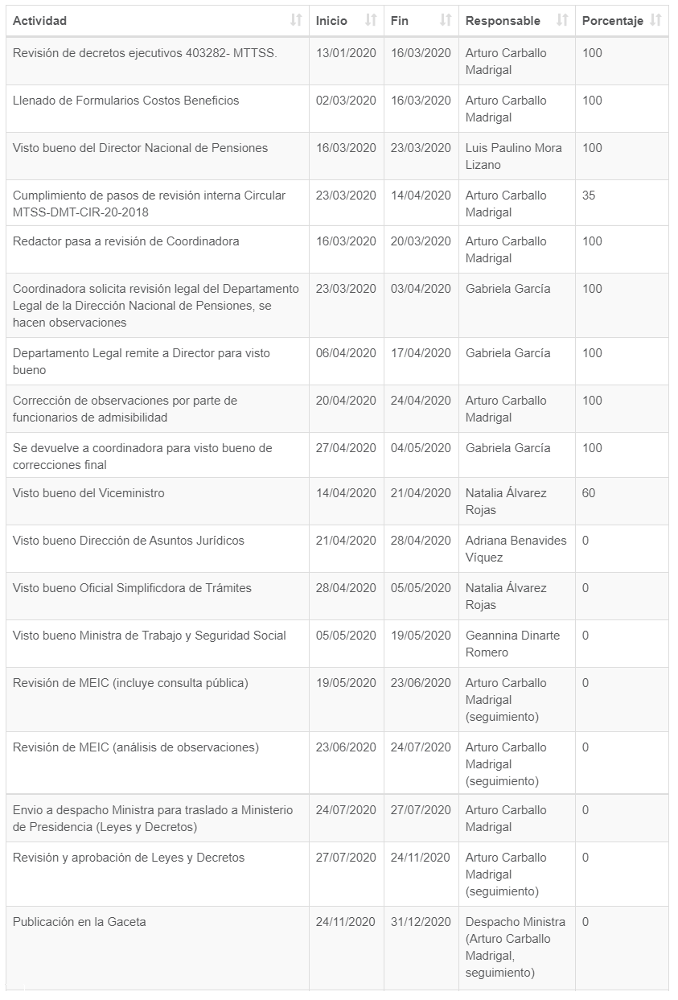 Actividad Inicio Fin Responsable Porcentaje
Revisión de decretos ejecutivos 403282- MTTSS. 13/01/2020 16/03/2020 Arturo Carballo 100
Madrigal
Llenado de Formularios Costos Beneficios 02/03/2020 16/03/2020 Arturo Carballo 100
Madrigal
Visto bueno del Director Nacional de Pensiones 16/03/2020 23/03/2020 Luis Paulino Mora 100
Lizano
Cumplimiento de pasos de revisión interna Circular 23/03/2020 14/04/2020 Arturo Carballo 35
MTSS-DMT-CIR-20-2018 Madrigal
Redactor pasa a revisión de Coordinadora 16/03/2020 20/03/2020 Arturo Carballo 100
Madrigal
Coordinadora solicita revisión legal del Departamento 23/03/2020 03/04/2020 Gabriela García 100
Legal de la Dirección Nacional de Pensiones, se
hacen observaciones
Departamento Legal remite a Director para visto 06/04/2020 17/04/2020 Gabriela García 100
bueno
Corrección de observaciones por parte de 20/04/2020 24/04/2020 Arturo Carballo 100
funcionarios de admisibilidad Madrigal
Se devuelve a coordinadora para visto bueno de 27/04/2020 04/05/2020 Gabriela García 100
correcciones final
Visto bueno del Viceministro 14/04/2020 21/04/2020 Natalia Álvarez 60
Rojas
Visto bueno Dirección de Asuntos Jurídicos 21/04/2020 28/04/2020 Adriana Benavides 0
Víquez
Visto bueno Oficial Simplificdora de Trámites 28/04/2020 05/05/2020 Natalia Álvarez 0
Rojas
Visto bueno Ministra de Trabajo y Seguridad Social 05/05/2020 19/05/2020 Geannina Dinarte 0
Romero
Revisión de MEIC (incluye consulta pública) 19/05/2020 23/06/2020 Arturo Carballo 0
Madrigal
(seguimiento)
Revisión de MEIC (análisis de observaciones) 23/06/2020 24/07/2020 Arturo Carballo 0
Madrigal
(seguimiento)
Envio a despacho Ministra para traslado a Ministerio 24/07/2020 27/07/2020 Arturo Carballo 0
de Presidencia (Leyes y Decretos) Madrigal
Revisión y aprobación de Leyes y Decretos 27/07/2020 24/11/2020 Arturo Carballo 0
Madrigal
(seguimiento)
Publicación en la Gaceta 24/11/2020 31/12/2020 Despacho Ministra 0
(Arturo Carballo
Madrigal,
seguimiento)